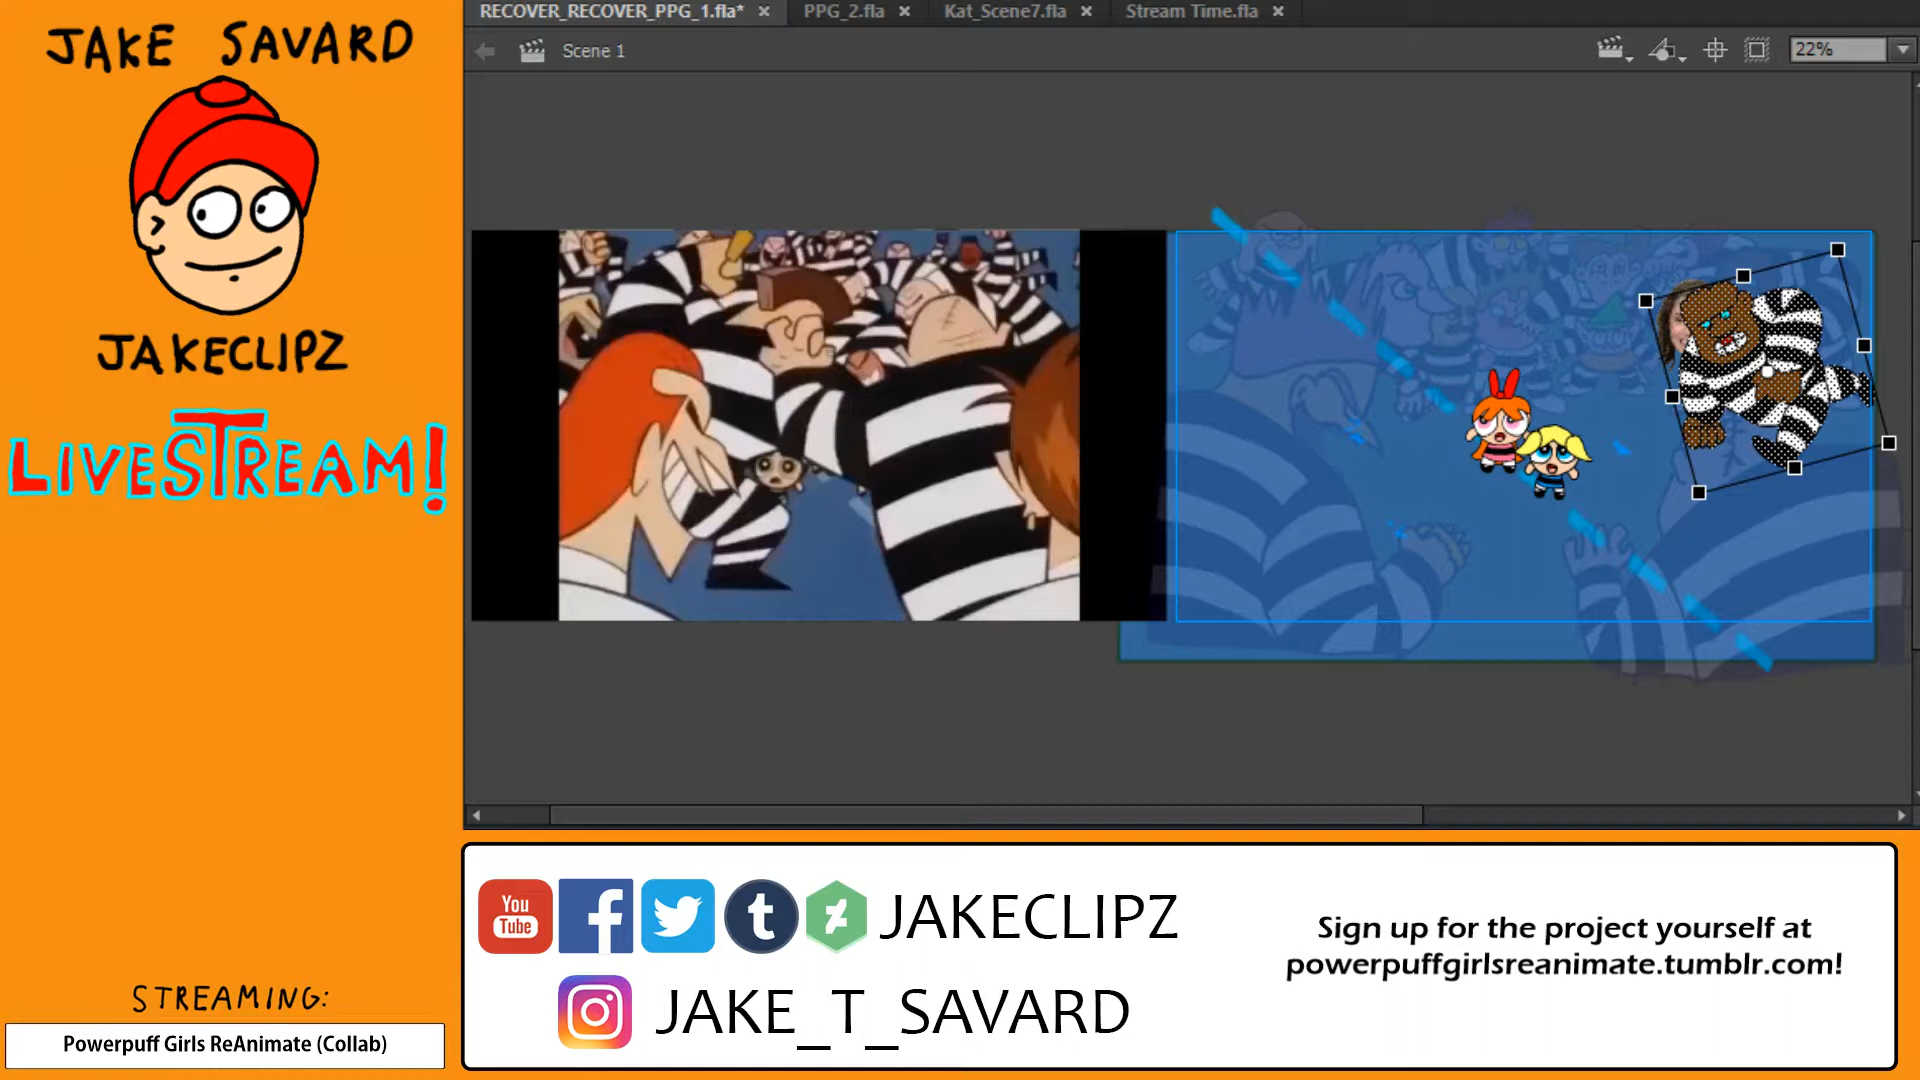 JAKE SAVARD
JAKECLIPZ
LIVESTREAM!
STREAMING:
Powerpuff Girls ReAnimate (Collab)
RECOVER_RECOVER_PPG_1.fla* × PPG_2.fla × Kat_Scene7.fla × Stream Time.fla ×
Scene 1
22%
You
Tube
f
t
JAKECLIPZ
JAKE_T_SAVARD
Sign up for the project yourself at
powerpuffgirlsreanimate.tumblr.com!